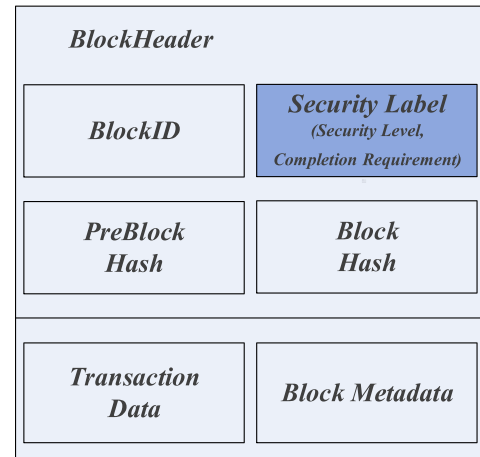 BlockHeader
BlockID
Security Label
(Security Level,
Completion Requirement)
PreBlock
Hash
Block
Hash
Transaction
Data
Block Metadata